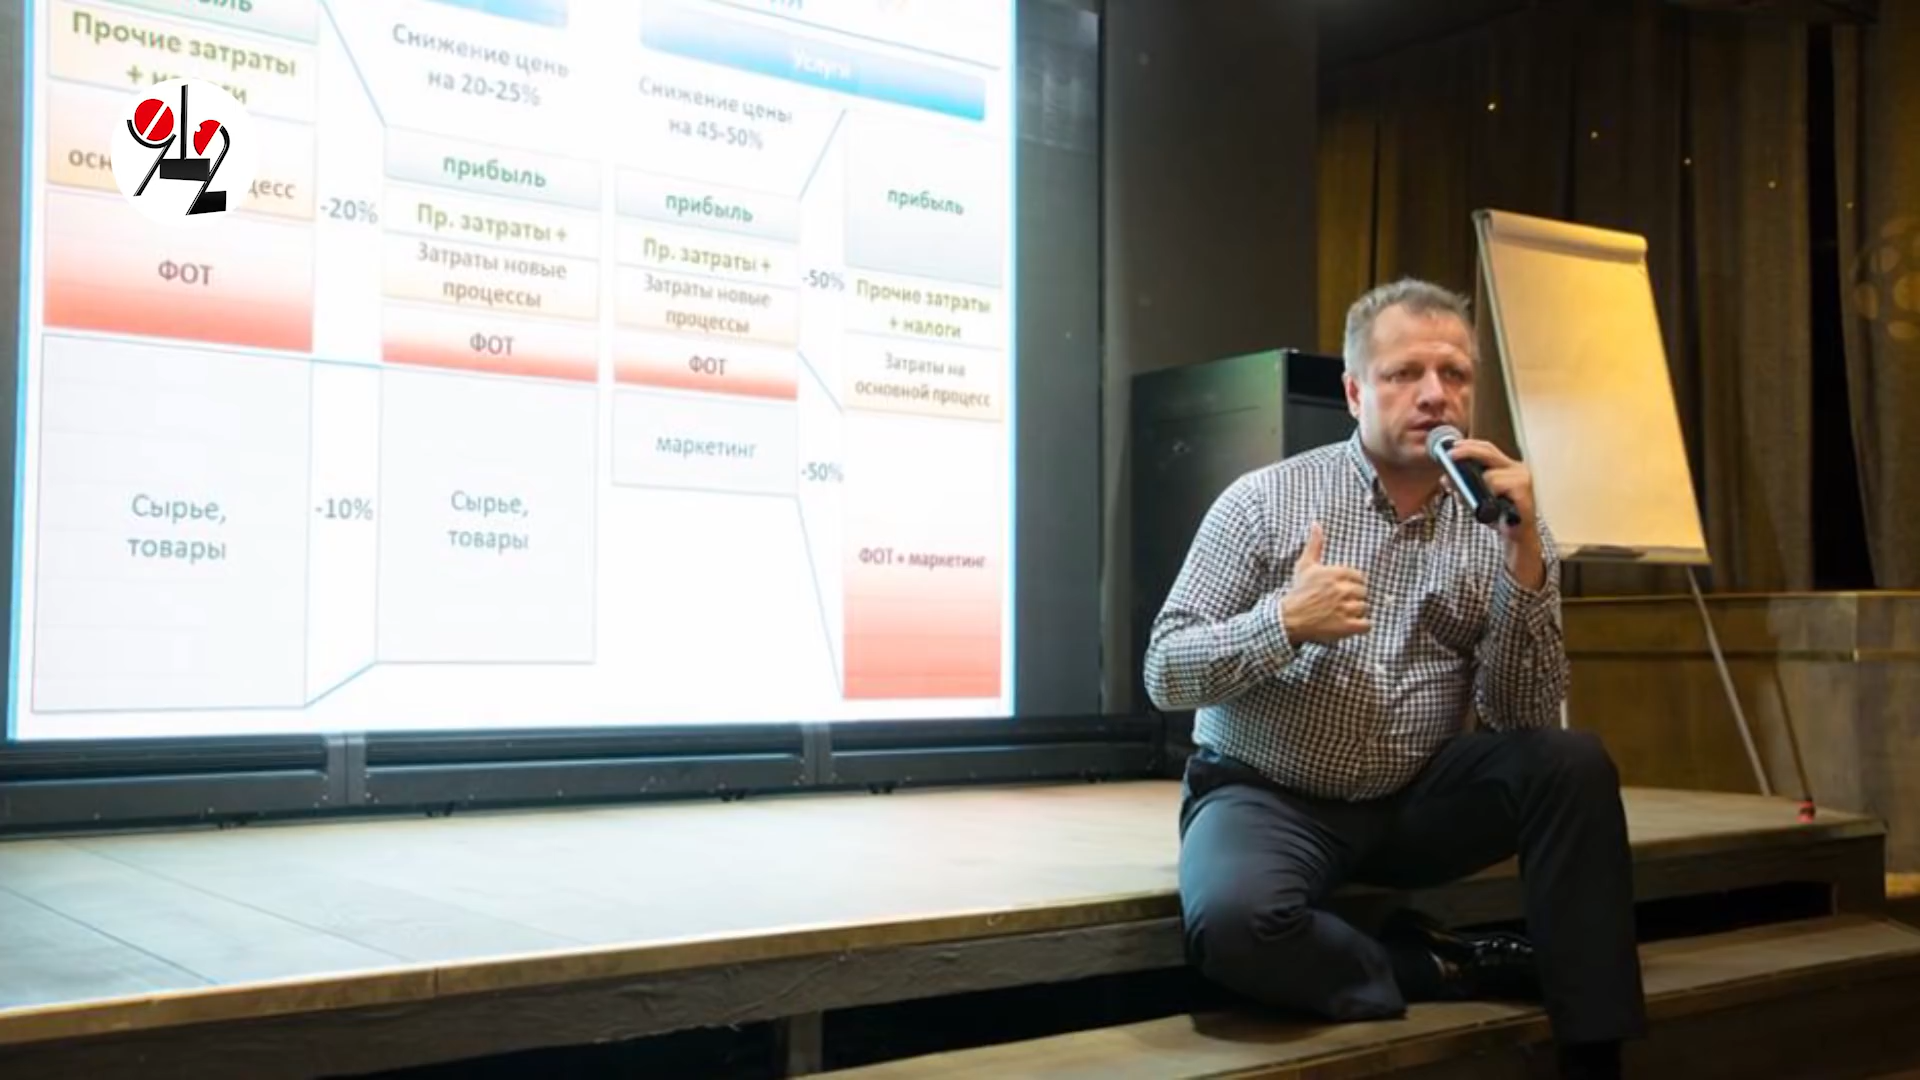 Прочие затраты
ФОТ
Сырье,
товары
-20%
-10%
Снижение цены
на 20-25%
прибыль
Пр. затраты +
Затраты новые
процессы
ФОТ
Сырье,
товары
Услуги
Снижение цены
на 45-50%
прибыль
Пр. затраты +
Затраты новые
процессы
ФОТ
маркетинг
-50%
-50%
прибыль
Прочие затраты
+ налоги
Затраты на
основной процесс
ФОТ + маркетинг